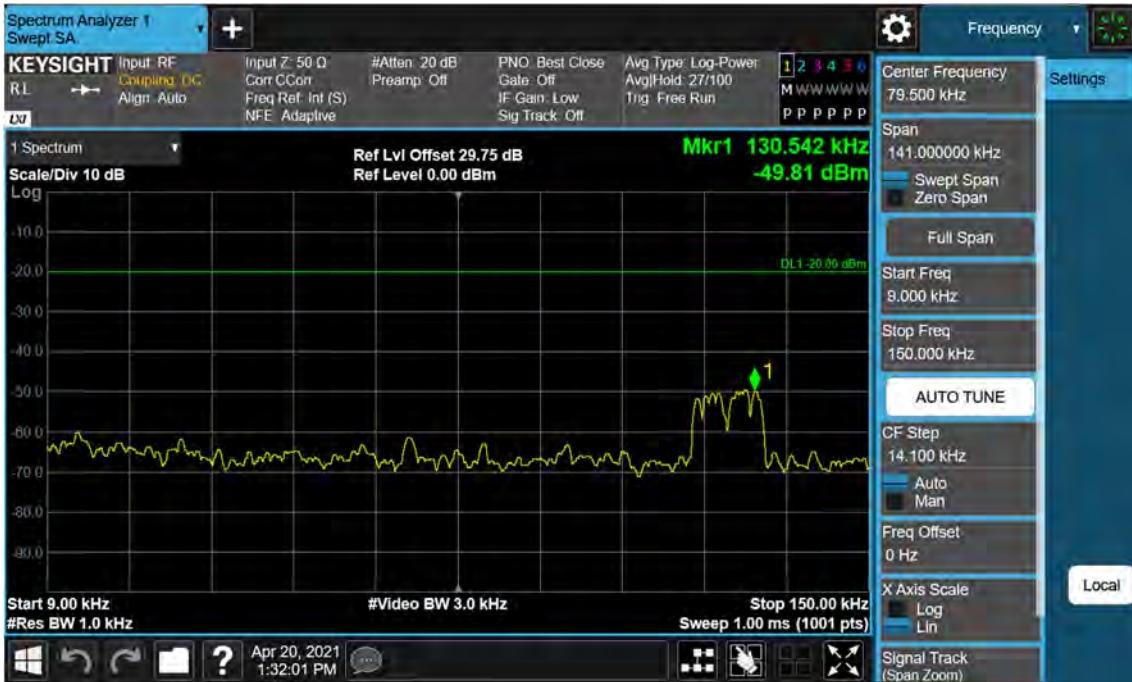 Spectrum Analyzer 1
Swept SA
+
Frequency
KEYSIGHT
Input: RF
Input Z: 50 Ω
#Atten: 20 dB
PNO: Best Close
Avg Type: Log-Power
1 2 3 4 5 6
RL
Coupling: DC
Corr CCorr
Preamp: Off
Gate: Off
Avg|Hold: 27/100
M W W W W W
Align: Auto
Freq Ref: Int (S)
IF Gain: Low
Trig: Free Run
LXI
NFE: Adaptive
Sig Track: Off
P P P P P P
1 Spectrum
Ref Lvl Offset 29.75 dB
Mkr1 130.542 kHz
Scale/Div 10 dB
Ref Level 0.00 dBm
-49.81 dBm
Log
-10.0
DL1 -20.00 dBm
-20.0
-30.0
-40.0
1
-50.0
-60.0
-70.0
-80.0
-90.0
Start 9.00 kHz
#Video BW 3.0 kHz
Stop 150.00 kHz
#Res BW 1.0 kHz
Sweep 1.00 ms (1001 pts)
Center Frequency
79.500 kHz
Settings
Span
141.000000 kHz
Swept Span
Zero Span
Full Span
Start Freq
9.000 kHz
Stop Freq
150.000 kHz
AUTO TUNE
CF Step
14.100 kHz
Auto
Man
Freq Offset
0 Hz
X Axis Scale
Log
Lin
Local
Signal Track
(Span Zoom)
?
Apr 20, 2021
1:32:01 PM